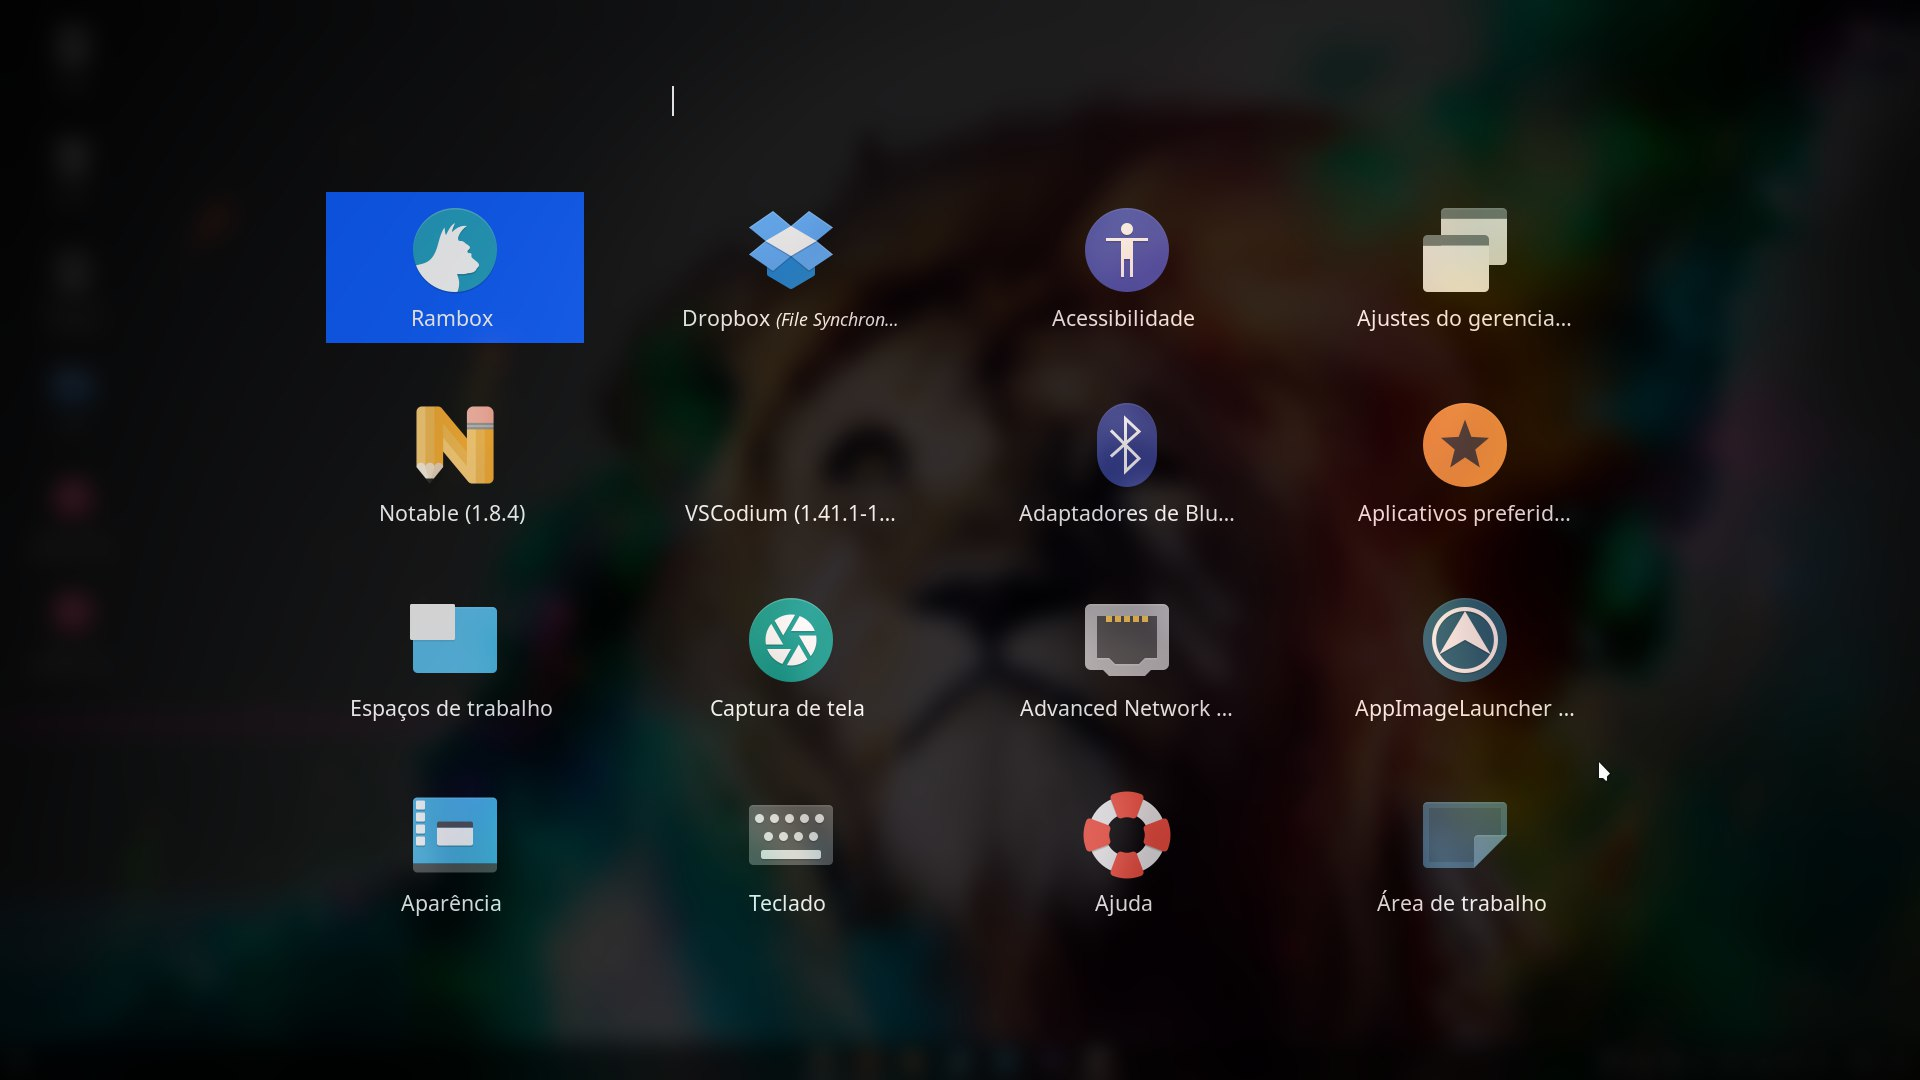 Rambox
Dropbox (File Synchron...
Acessibilidade
Ajustes do gerencia...
Notable (1.8.4)
VSCodium (1.41.1-1...
Adaptadores de Blu...
Aplicativos preferid...
Espaços de trabalho
Captura de tela
Advanced Network ...
AppImageLauncher ...
Aparência
Teclado
Ajuda
Área de trabalho